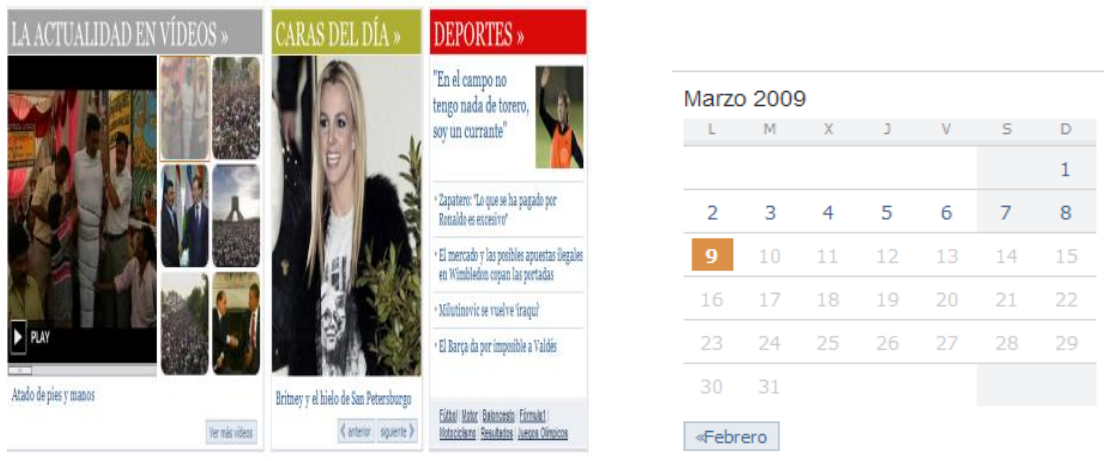 LA ACTUALIDAD EN VÍDEOS »
PLAY
Atado de pies y manos
Ver más vídeos
CARAS DEL DÍA »
Britney y el hielo de San Petersburgo
anterior siguiente
DEPORTES »
"En el campo no
tengo nada de torero,
soy un currante"
Zapatero: "Lo que se ha pagado por
Ronaldo es excesivo"
El mercado y las posibles apuestas ilegales
en Wimbledon copan las portadas
Milutinovic se vuelve 'iraquí'
El Barça da por imposible a Valdés
Fútbol | Motor | Baloncesto | Fórmula1 |
Motociclismo | Resultados | Juegos Olímpicos
Marzo 2009
L M X J V S D
1
2 3 4 5 6 7 8
9 10 11 12 13 14 15
16 17 18 19 20 21 22
23 24 25 26 27 28 29
30 31
«Febrero